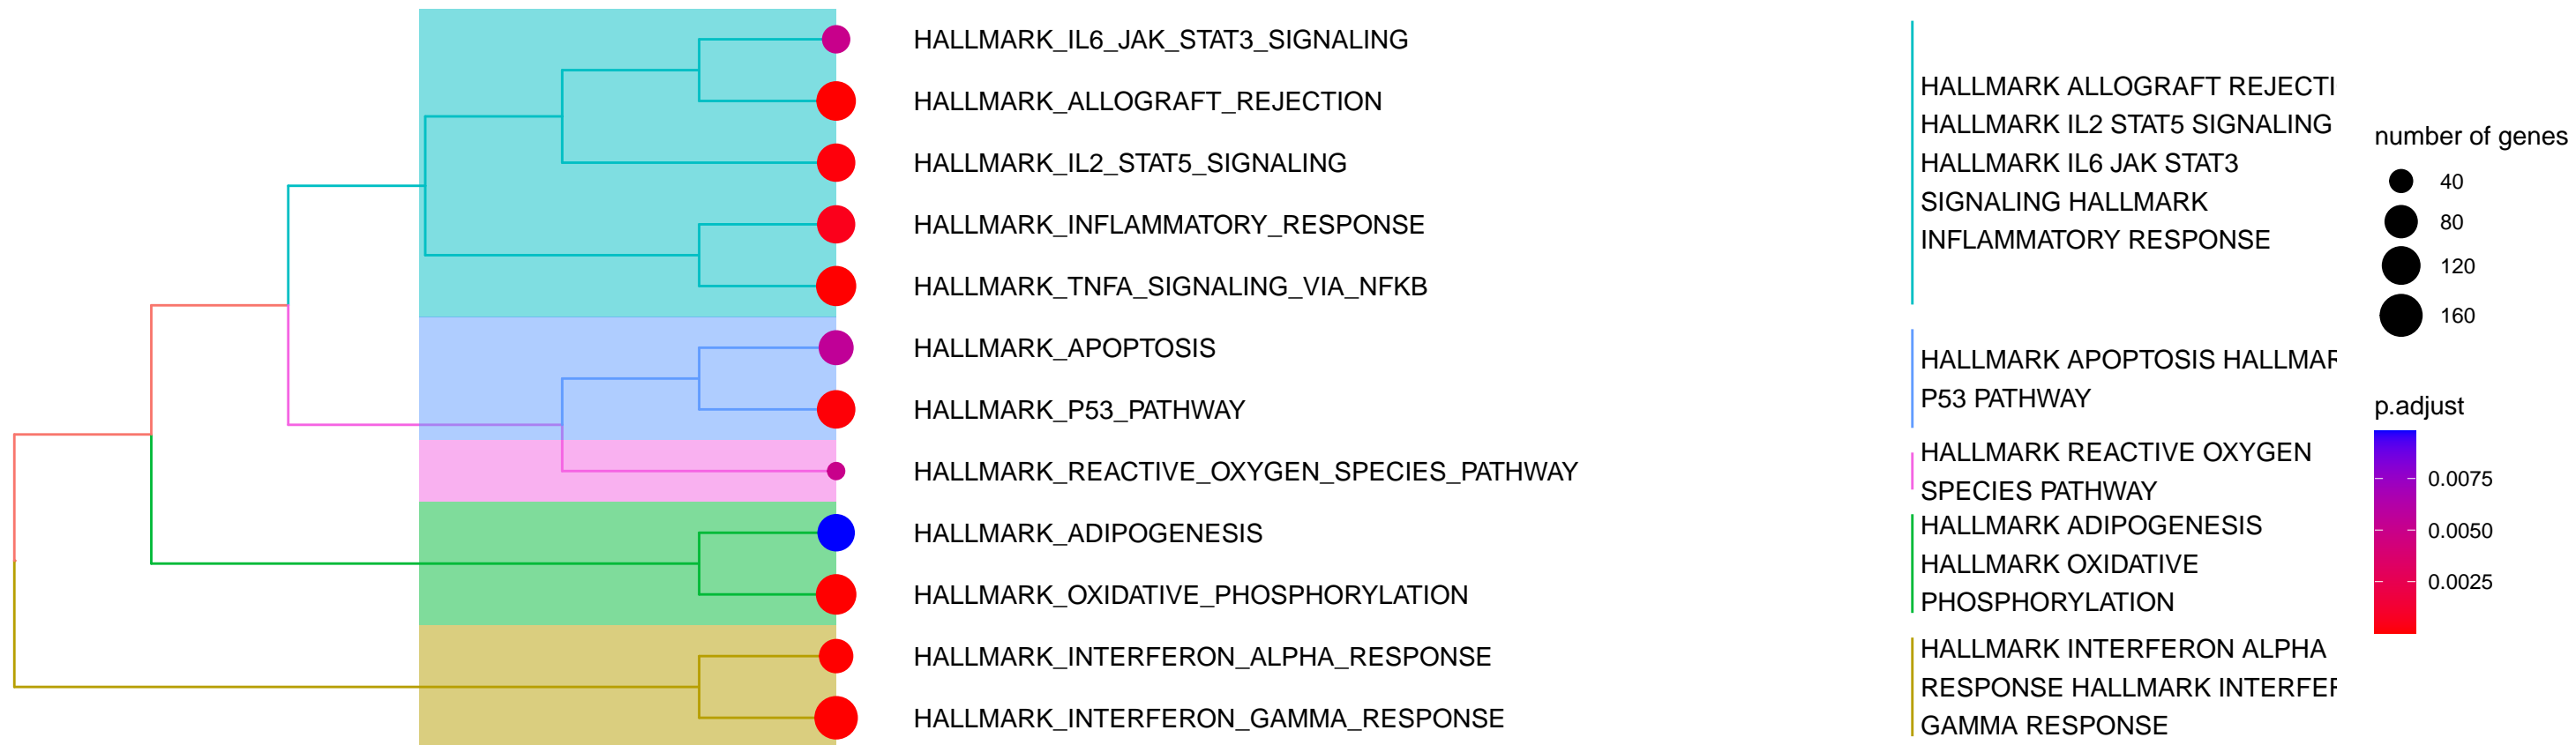 HALLMARK_IL6_JAK_STAT3_SIGNALING
HALLMARK_ALLOGRAFT_REJECTION
HALLMARK_IL2_STAT5_SIGNALING
HALLMARK_INFLAMMATORY_RESPONSE
HALLMARK_TNFA_SIGNALING_VIA_NFKB
HALLMARK_APOPTOSIS
HALLMARK_P53_PATHWAY
HALLMARK_REACTIVE_OXYGEN_SPECIES_PATHWAY
HALLMARK_ADIPOGENESIS
HALLMARK_OXIDATIVE_PHOSPHORYLATION
HALLMARK_INTERFERON_ALPHA_RESPONSE
HALLMARK_INTERFERON_GAMMA_RESPONSE
HALLMARK ALLOGRAFT REJECTI
HALLMARK IL2 STAT5 SIGNALING
HALLMARK IL6 JAK STAT3
SIGNALING HALLMARK
INFLAMMATORY RESPONSE
HALLMARK APOPTOSIS HALLMAR
P53 PATHWAY
HALLMARK REACTIVE OXYGEN
SPECIES PATHWAY
HALLMARK ADIPOGENESIS
HALLMARK OXIDATIVE
PHOSPHORYLATION
HALLMARK INTERFERON ALPHA
RESPONSE HALLMARK INTERFER
GAMMA RESPONSE
number of genes
40
80
120
160
p.adjust
0.0075
0.0050
0.0025